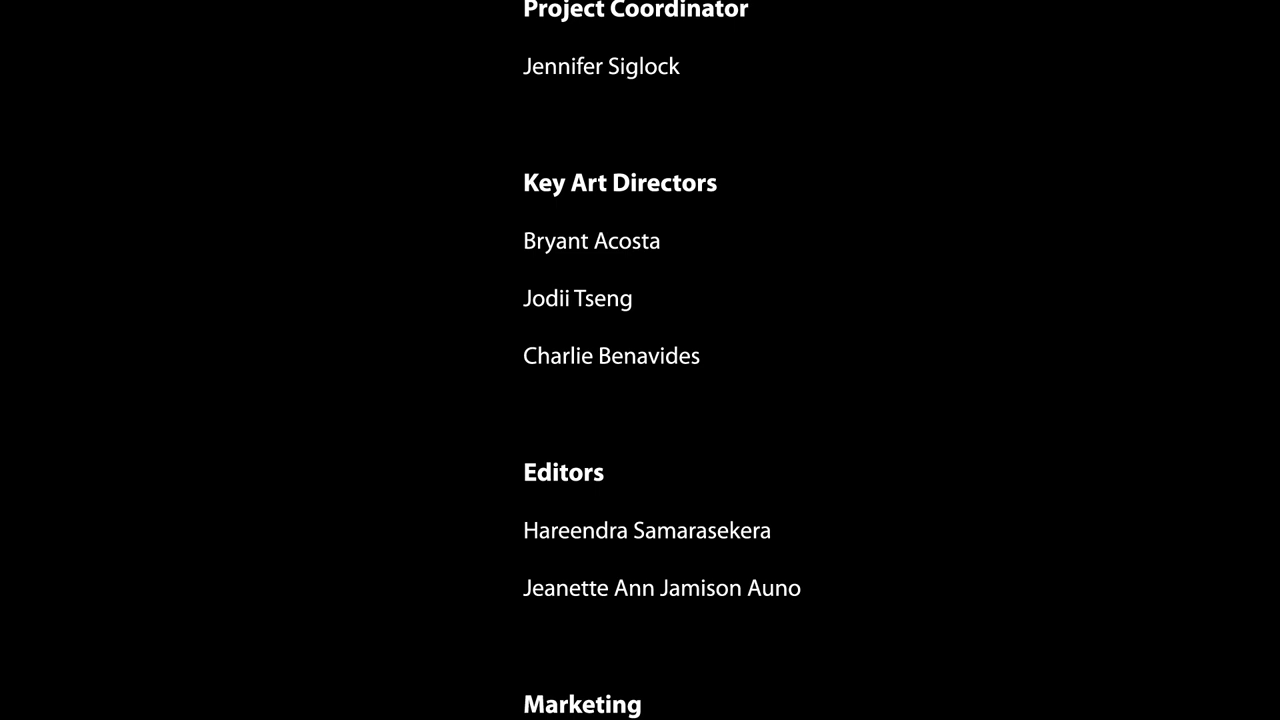 Project Coordinator
Jennifer Siglock
Key Art Directors
Bryant Acosta
Jodii Tseng
Charlie Benavides
Editors
Hareendra Samarasekera
Jeanette Ann Jamison Auno
Marketing